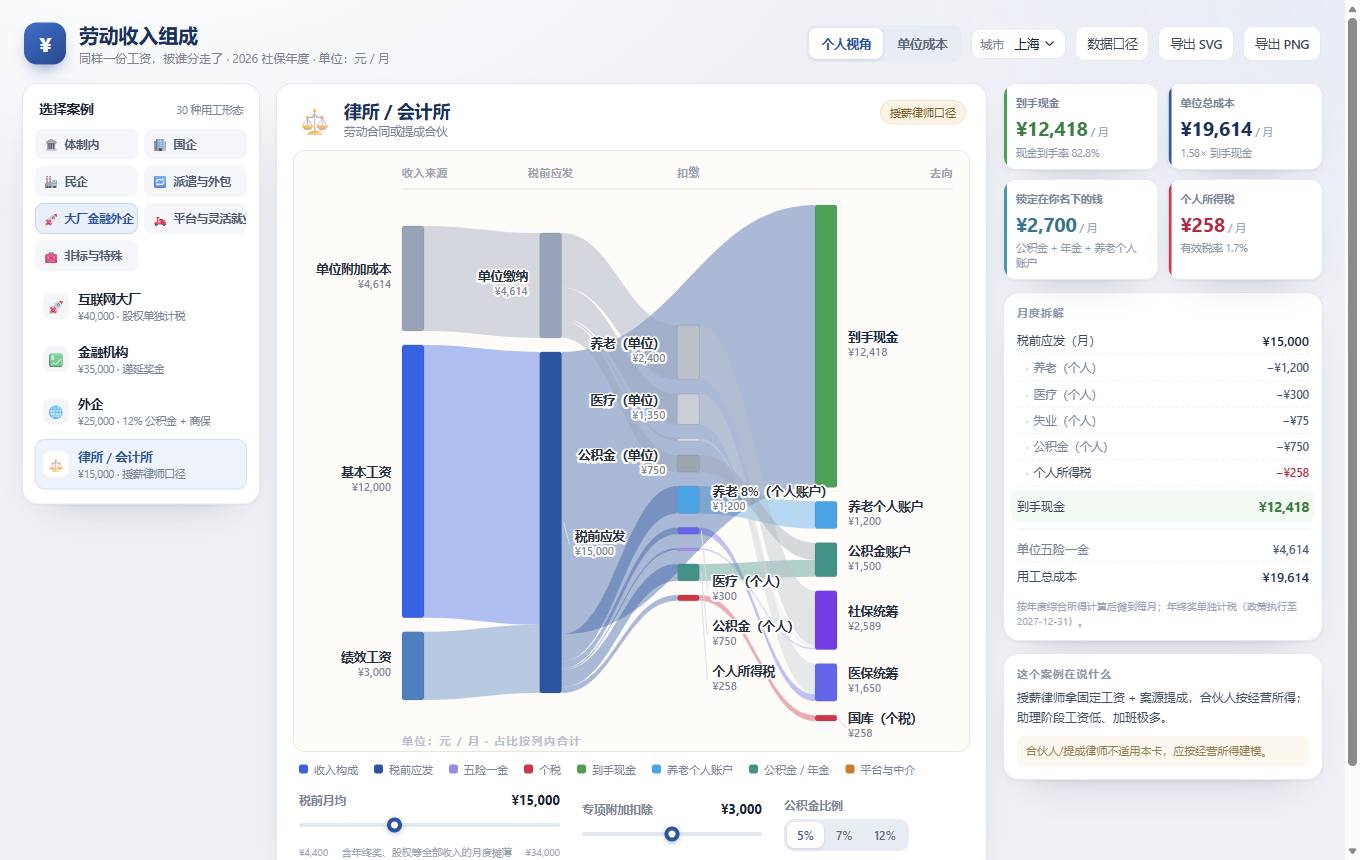 ¥
劳动收入组成
同样一份工资，被谁分走了 · 2026 社保年度 · 单位：元 / 月
个人视角
单位成本
城市 上海
数据口径
导出 SVG
导出 PNG
选择案例
30 种用工形态
体制内
国企
民企
派遣与外包
大厂金融外企
平台与灵活就业
非标与特殊
互联网大厂
¥40,000 · 股权单独计税
金融机构
¥35,000 · 递延奖金
外企
¥25,000 · 12% 公积金 + 商保
律所 / 会计所
¥15,000 · 授薪律师口径
律所 / 会计所
劳动合同或提成合伙
授薪律师口径
收入来源
税前应发
扣缴
去向
单位附加成本
¥4,614
单位缴纳
¥4,614
养老（单位）
¥2,400
医疗（单位）
¥1,350
公积金（单位）
¥750
到手现金
¥12,418
基本工资
¥12,000
养老 8%（个人账户）
¥1,200
养老个人账户
¥1,200
税前应发
¥15,000
公积金账户
¥1,500
医疗（个人）
¥300
社保统筹
¥2,589
公积金（个人）
¥750
绩效工资
¥3,000
个人所得税
¥258
医保统筹
¥1,650
国库（个税）
¥258
单位：元 / 月 · 占比按列内合计
收入构成
税前应发
五险一金
个税
到手现金
养老个人账户
公积金 / 年金
平台与中介
税前月均
¥15,000
¥4,400
含年终奖、股权等全部收入的月度摊薄
¥34,000
专项附加扣除
¥3,000
公积金比例
5%
7%
12%
到手现金
¥12,418 / 月
现金到手率 82.8%
单位总成本
¥19,614 / 月
1.58× 到手现金
锁定在你名下的钱
¥2,700 / 月
公积金 + 年金 + 养老个人
账户
个人所得税
¥258 / 月
有效税率 1.7%
月度拆解
税前应发（月） ¥15,000
· 养老（个人） −¥1,200
· 医疗（个人） −¥300
· 失业（个人） −¥75
· 公积金（个人） −¥750
· 个人所得税 −¥258
到手现金 ¥12,418
单位五险一金 ¥4,614
用工总成本 ¥19,614
按年度综合所得计算后摊到每月；年终奖单独计税（政策执行至
2027-12-31）。
这个案例在说什么
授薪律师拿固定工资 + 案源提成，合伙人按经营所得；
助理阶段工资低、加班极多。
合伙人/提成律师不适用本卡，应按经营所得建模。